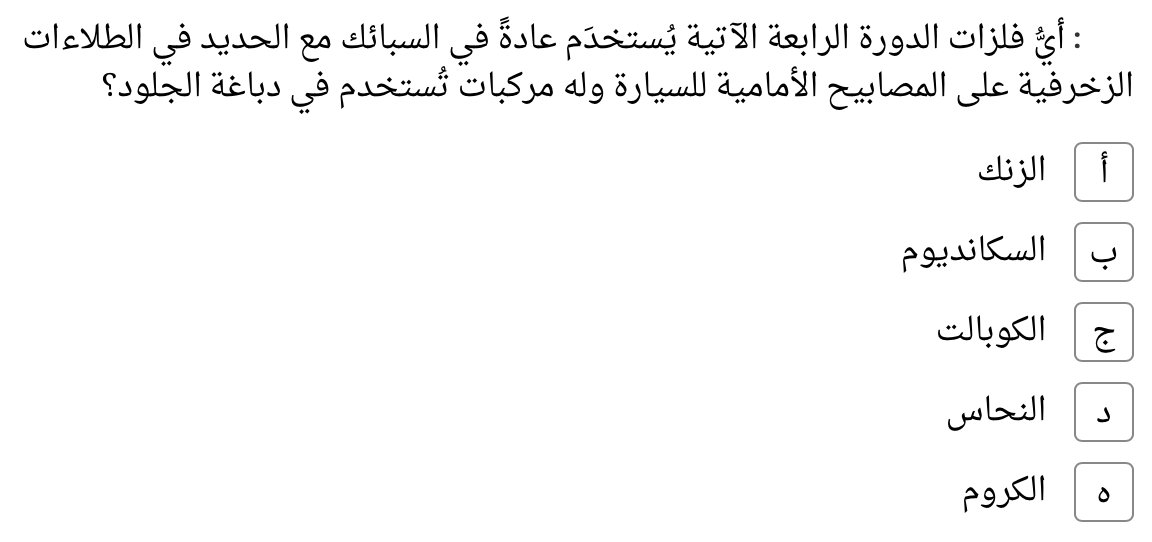 : أيُّ فلزات الدورة الرابعة الآتية يُستخدَم عادةً في السبائك مع الحديد في الطلاءات
الزخرفية على المصابيح الأمامية للسيارة وله مركبات تُستخدم في دباغة الجلود؟
أ الزنك
ب السكانديوم
ج الكوبالت
د النحاس
ه الكروم